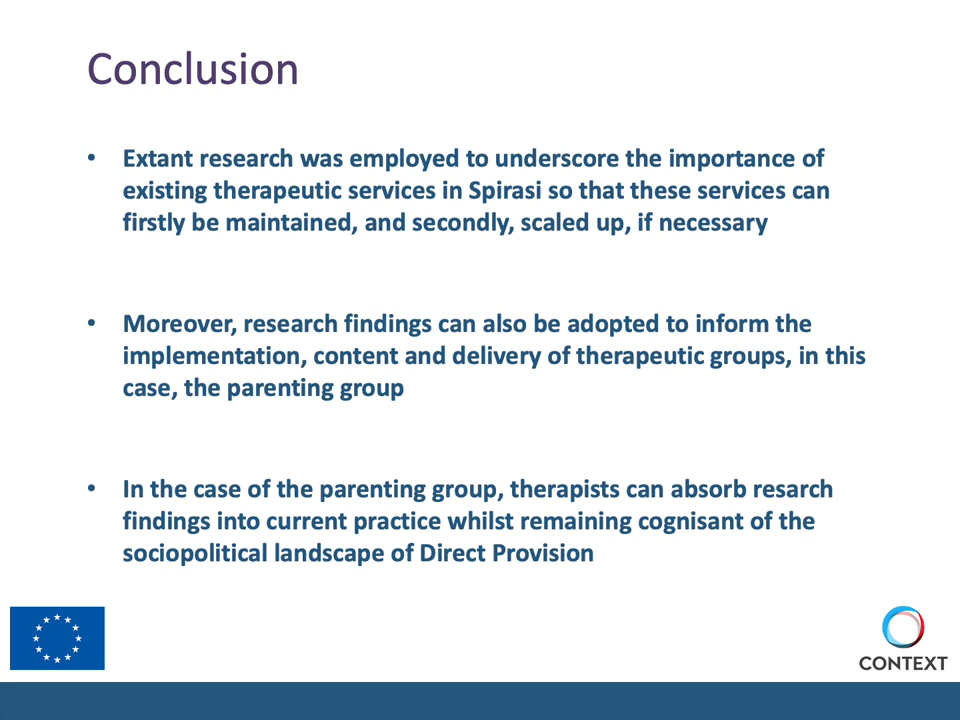 Conclusion
• Extant research was employed to underscore the importance of
existing therapeutic services in Spirasi so that these services can
firstly be maintained, and secondly, scaled up, if necessary
• Moreover, research findings can also be adopted to inform the
implementation, content and delivery of therapeutic groups, in this
case, the parenting group
• In the case of the parenting group, therapists can absorb resarch
findings into current practice whilst remaining cognisant of the
sociopolitical landscape of Direct Provision
CONTEXT